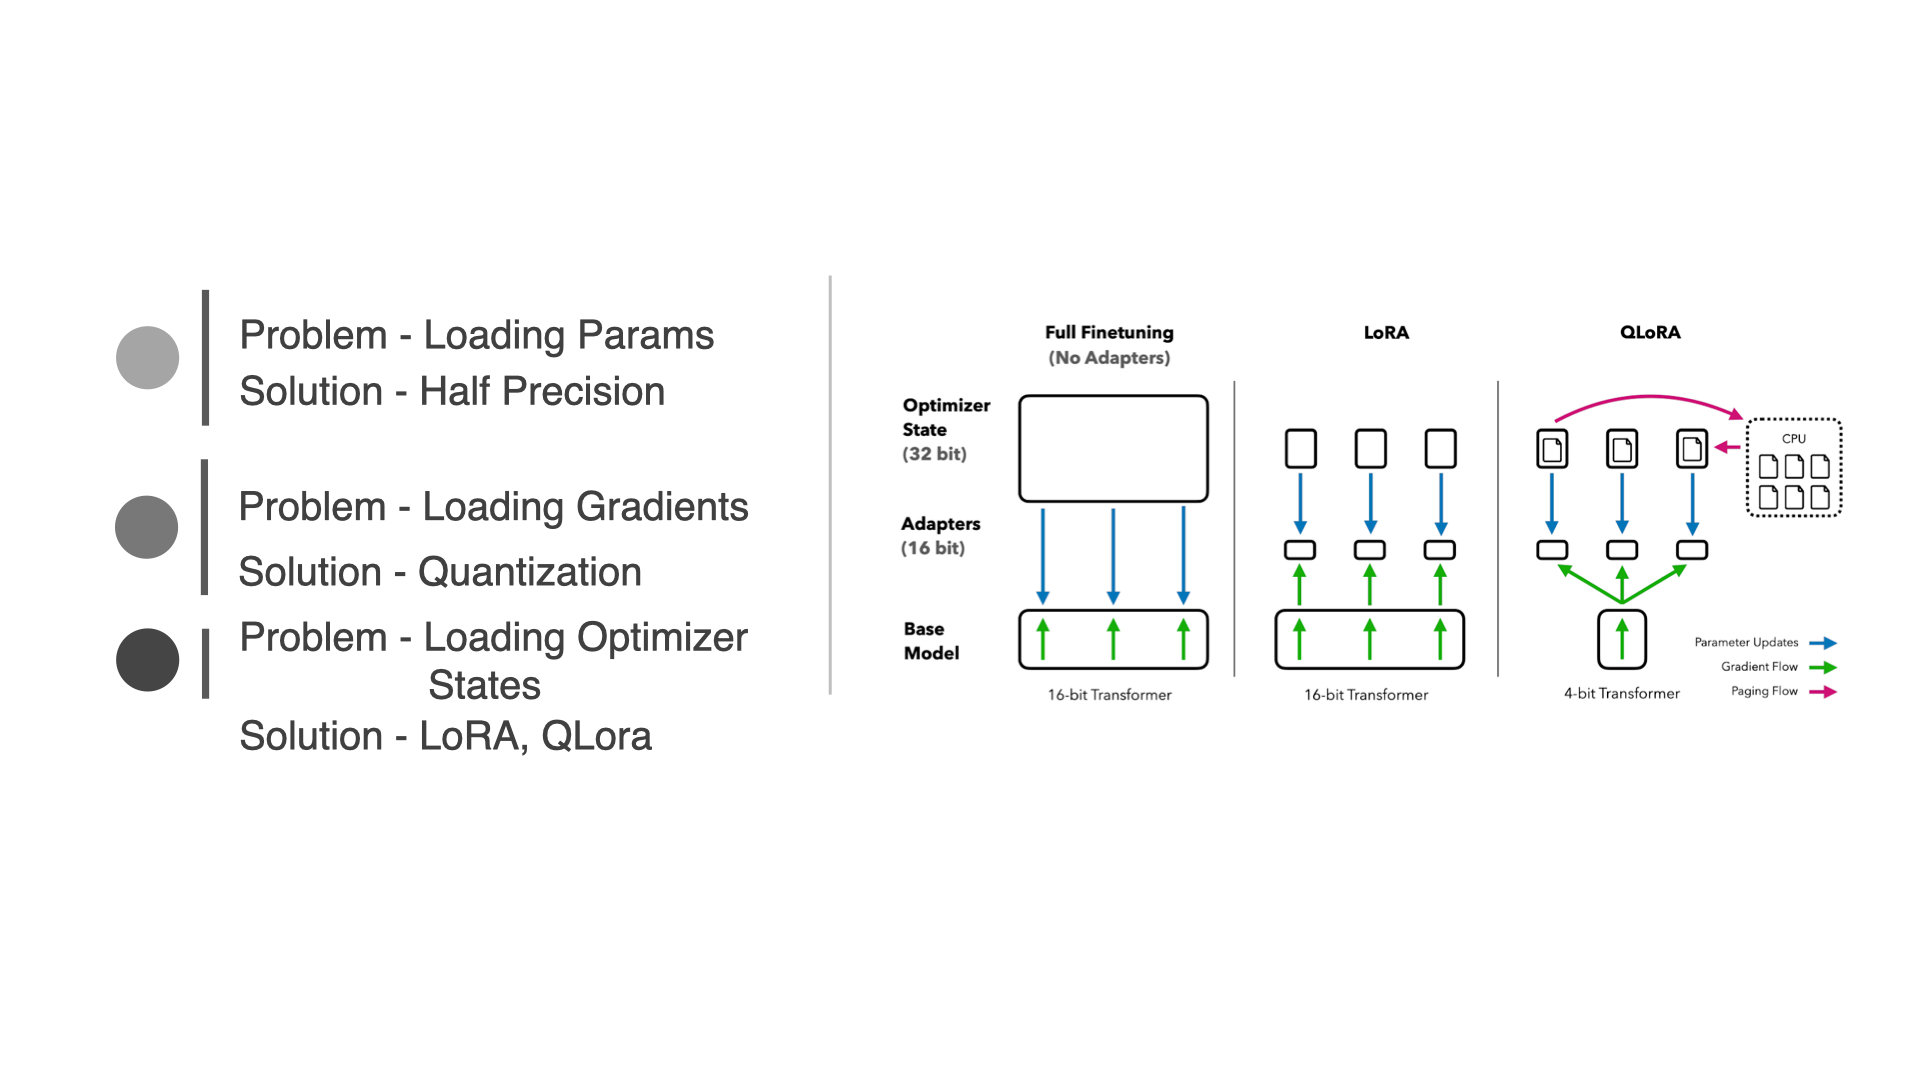 Problem - Loading Params
Solution - Half Precision
Problem - Loading Gradients
Solution - Quantization
Problem - Loading Optimizer
States
Solution - LoRA, QLora
Full Finetuning
(No Adapters)
LoRA
QLoRA
Optimizer
State
(32 bit)
CPU
Adapters
(16 bit)
Base
Model
Parameter Updates
Gradient Flow
Paging Flow
16-bit Transformer
16-bit Transformer
4-bit Transformer